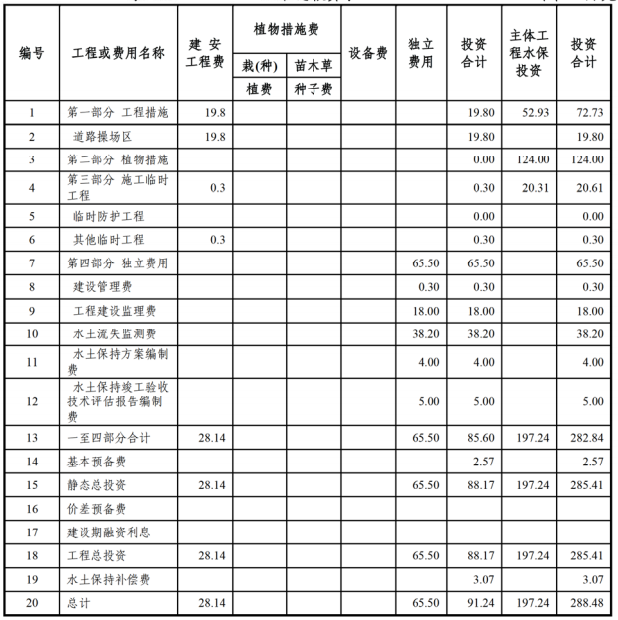 编号 工程或费用名称 建 安 工程费 植物措施费 栽(种) 植费 苗木草 种子费 设备费 独立 费用 投资 合计 主体工 程水保 投资 投资 合计
1 第一部分 工程措施 19.8 19.80 52.93 72.73
2 道路操场区 19.8 19.80 19.80
3 第二部分 植物措施 0.00 124.00 124.00
4 第三部分 施工临时
工程 0.3 0.30 20.31 20.61
5 临时防护工程 0.00 0.00
6 其他临时工程 0.3 0.30 0.30
7 第四部分 独立费用 65.50 65.50 65.50
8 建设管理费 0.30 0.30 0.30
9 工程建设监理费 18.00 18.00 18.00
10 水土流失监测费 38.20 38.20 38.20
11 水土保持方案编制
费 4.00 4.00 4.00
12 水土保持竣工验收
技术评估报告编制
费 5.00 5.00 5.00
13 一至四部分合计 28.14 65.50 85.60 197.24 282.84
14 基本预备费 2.57 2.57
15 静态总投资 28.14 65.50 88.17 197.24 285.41
16 价差预备费
17 建设期融资利息
18 工程总投资 28.14 65.50 88.17 197.24 285.41
19 水土保持补偿费 3.07 3.07
20 总计 28.14 65.50 91.24 197.24 288.48